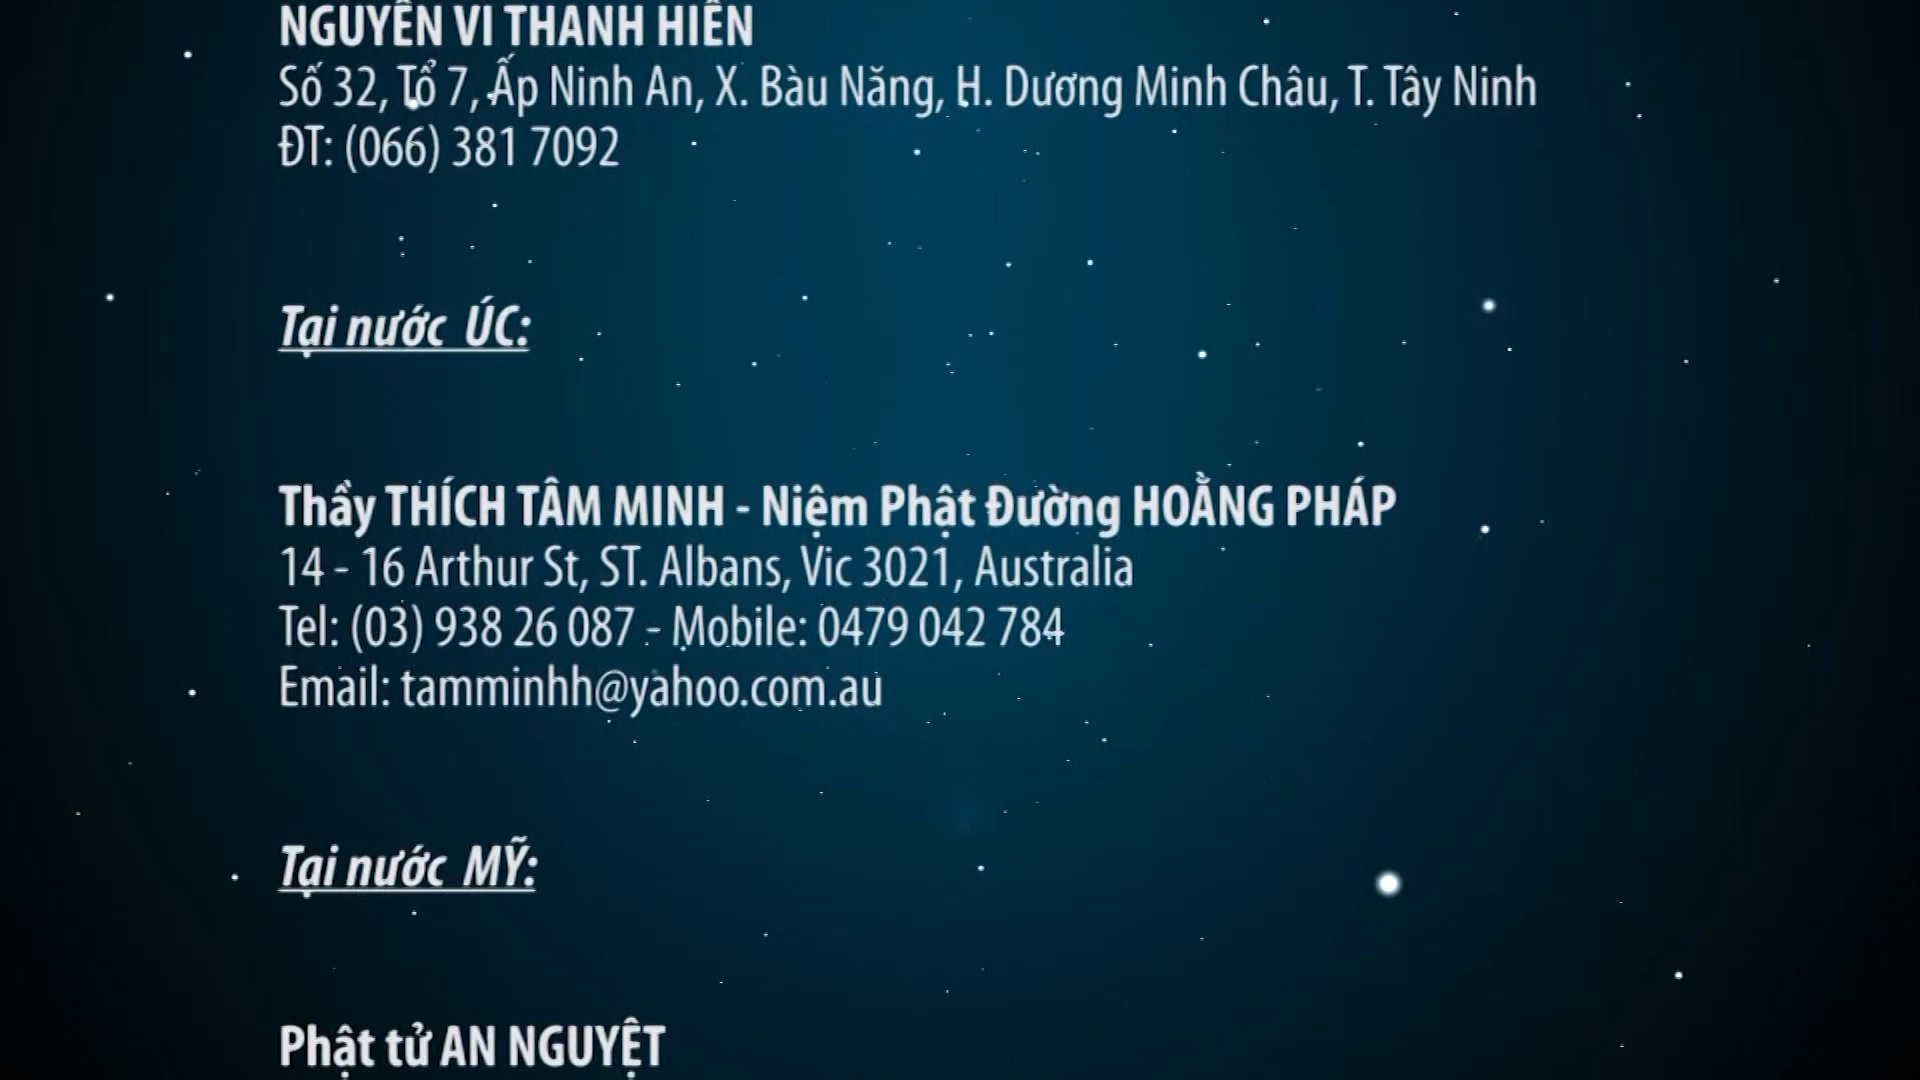 NGUYỄN VI THANH HIỀN
Số 32, Tổ 7, Ấp Ninh An, X. Bàu Năng, H. Dương Minh Châu, T. Tây Ninh
ĐT: (066) 381 7092
Tại nước ÚC:
Thầy THÍCH TÂM MINH - Niệm Phật Đường HOẰNG PHÁP
14 - 16 Arthur St, ST. Albans, Vic 3021, Australia
Tel: (03) 938 26 087 - Mobile: 0479 042 784
Email: tamminhh@yahoo.com.au
Tại nước MỸ:
Phật tử AN NGUYỆT